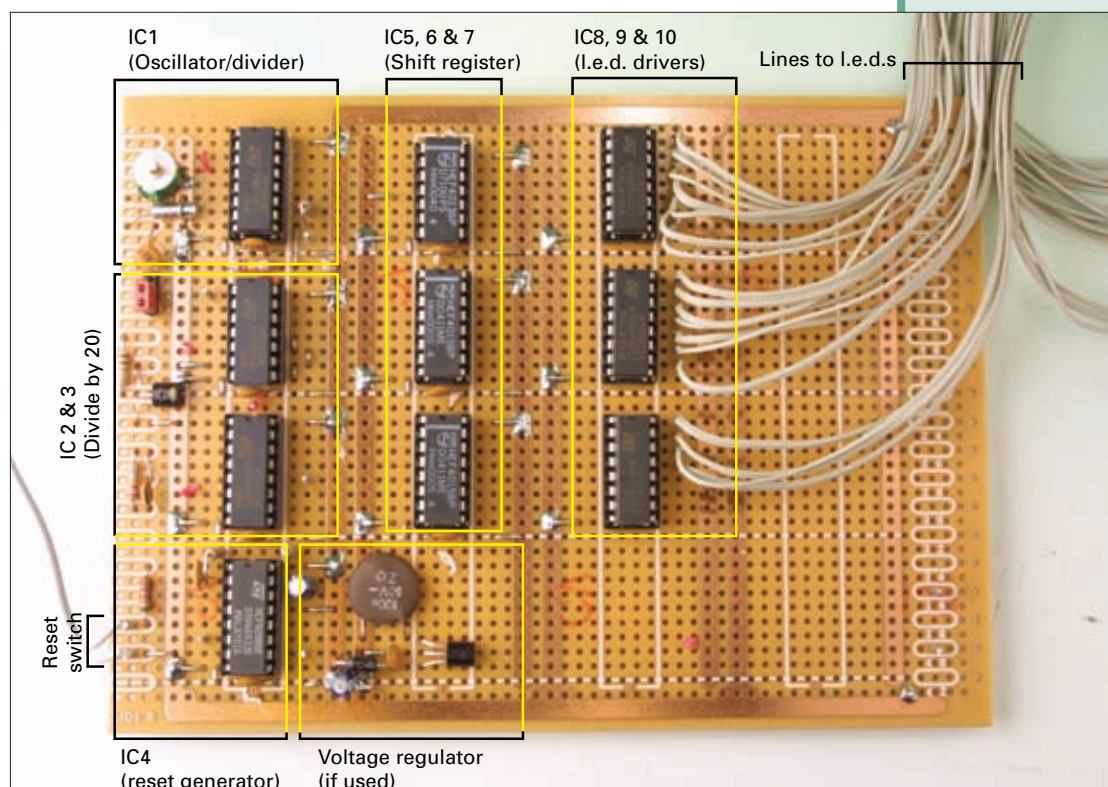 IC1
(Oscillator/divider)
IC5, 6 & 7
(Shift register)
IC8, 9 & 10
(l.e.d. drivers)
Lines to l.e.d.s
IC 2 & 3
(Divide by 20)
Reset
switch
IC4
(reset generator)
Voltage regulator
(if used)